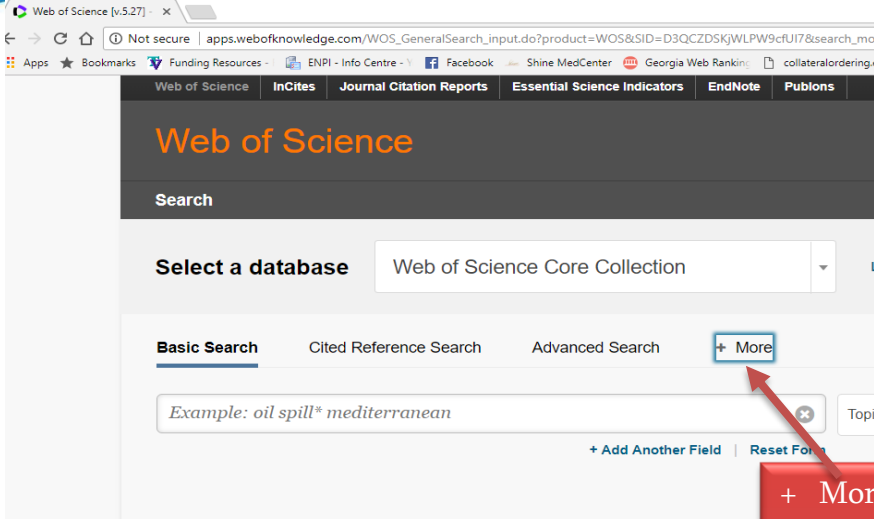 Web of Science [v.5.27] - ×
Not secure | apps.webofknowledge.com/WOS_GeneralSearch_input.do?product=WOS&SID=D3QCZDSKjWLPW9cfUI7&search_mo
Apps Bookmarks Funding Resources - ENPI - Info Centre - Facebook Shine MedCenter Georgia Web Ranking collateralordering.
Web of Science InCites Journal Citation Reports Essential Science Indicators EndNote Publons
Web of Science
Search
Select a database Web of Science Core Collection
Basic Search Cited Reference Search Advanced Search + More
Example: oil spill* mediterranean Topi
+ Add Another Field | Reset Form
+ Mor